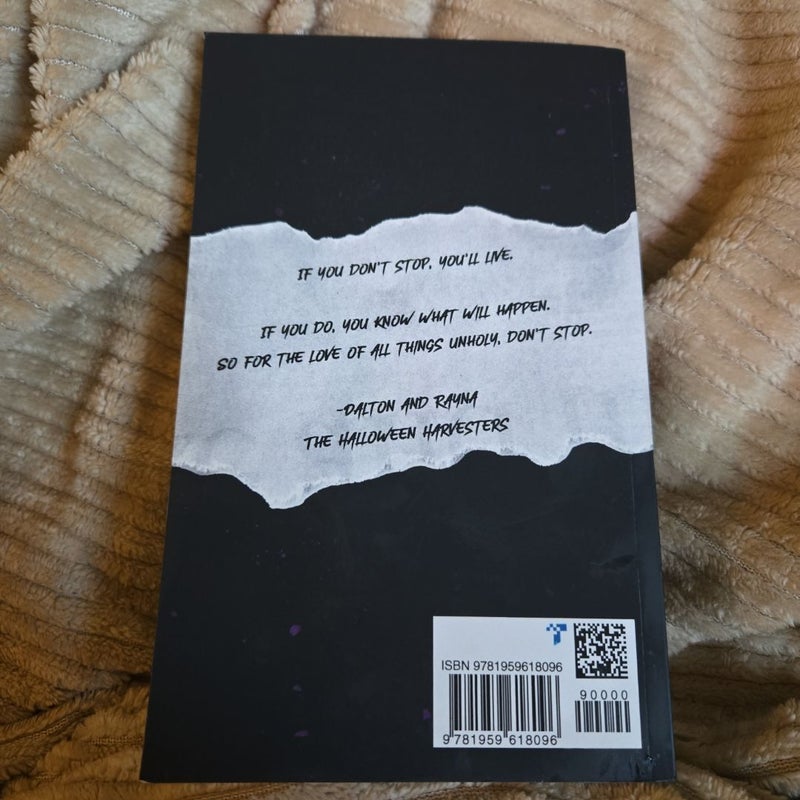 IF YOU DON'T STOP, YOU'LL LIVE.
IF YOU DO, YOU KNOW WHAT WILL HAPPEN.
SO FOR THE LOVE OF ALL THINGS UNHOLY, DON'T STOP.
-DALTON AND RAYNA
THE HALLOWEEN HARVESTERS
ISBN 9781959618096
90000
9 781959 618096